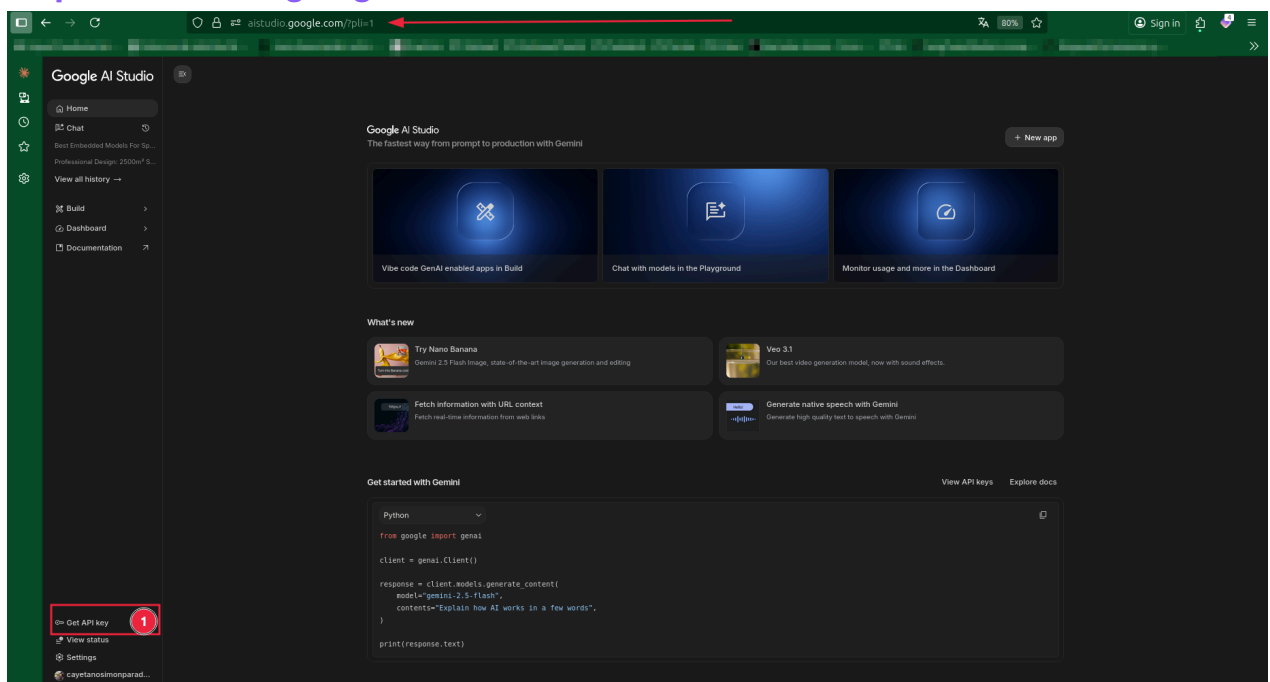 aistudio.google.com/?pli=1
80%
Sign in
4
Google AI Studio
Home
Chat
Best Embedded Models For Sp...
Professional Design: 2500m² S...
View all history →
Build
Dashboard
Documentation
Get API key
1
View status
Settings
cayetanosimonparad...
Google AI Studio
The fastest way from prompt to production with Gemini
+ New app
Vibe code GenAI enabled apps in Build
Chat with models in the Playground
Monitor usage and more in the Dashboard
What's new
Try Nano Banana
Gemini 2.5 Flash Image, state-of-the-art image generation and editing
Veo 3.1
Our best video generation model, now with sound effects.
Fetch information with URL context
Fetch real-time information from web links
Generate native speech with Gemini
Generate high quality text to speech with Gemini
Get started with Gemini
View API keys
Explore docs
Python
from google import genai
client = genai.Client()
response = client.models.generate_content(
    model="gemini-2.5-flash",
    contents="Explain how AI works in a few words",
)
print(response.text)